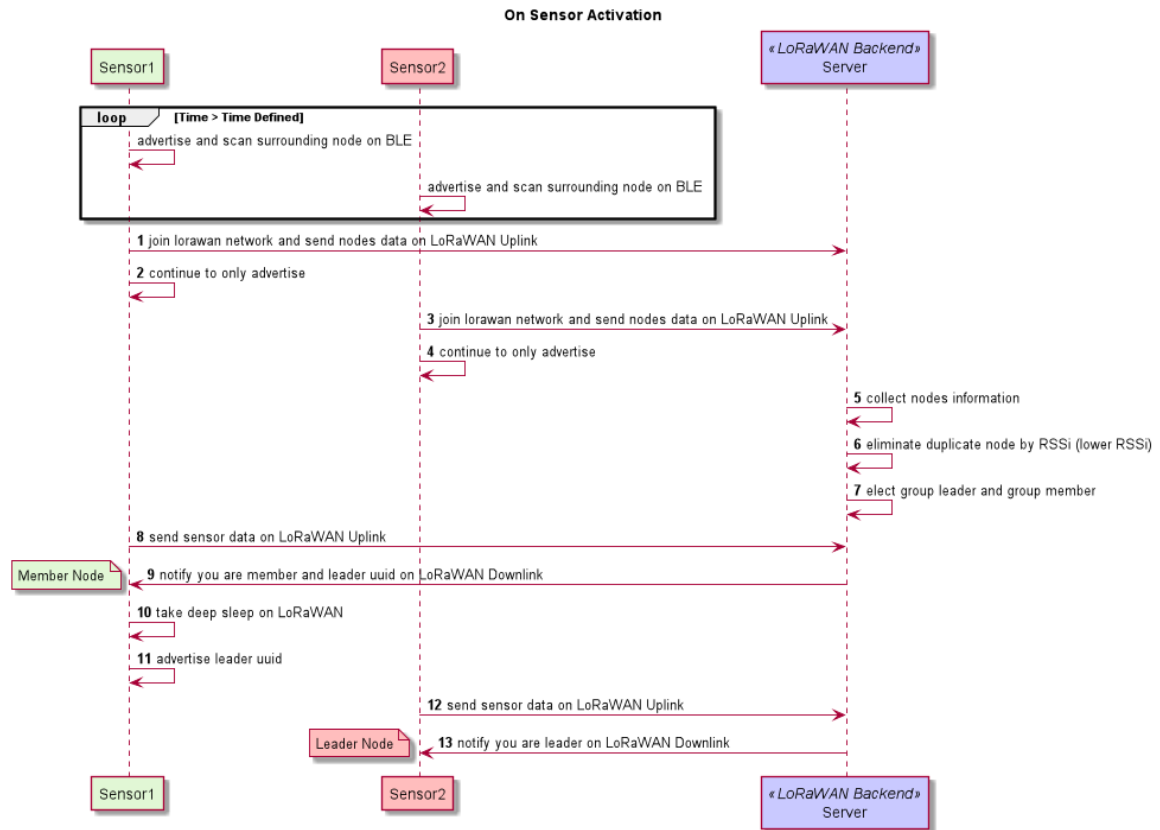 On Sensor Activation
Sensor1
Sensor2
«LoRaWAN Backend»
Server
loop [Time > Time Defined]
advertise and scan surrounding node on BLE
advertise and scan surrounding node on BLE
1 join lorawan network and send nodes data on LoRaWAN Uplink
2 continue to only advertise
3 join lorawan network and send nodes data on LoRaWAN Uplink
4 continue to only advertise
5 collect nodes information
6 eliminate duplicate node by RSSi (lower RSSi)
7 elect group leader and group member
8 send sensor data on LoRaWAN Uplink
Member Node
9 notify you are member and leader uuid on LoRaWAN Downlink
10 take deep sleep on LoRaWAN
11 advertise leader uuid
12 send sensor data on LoRaWAN Uplink
Leader Node
13 notify you are leader on LoRaWAN Downlink
Sensor1
Sensor2
«LoRaWAN Backend»
Server